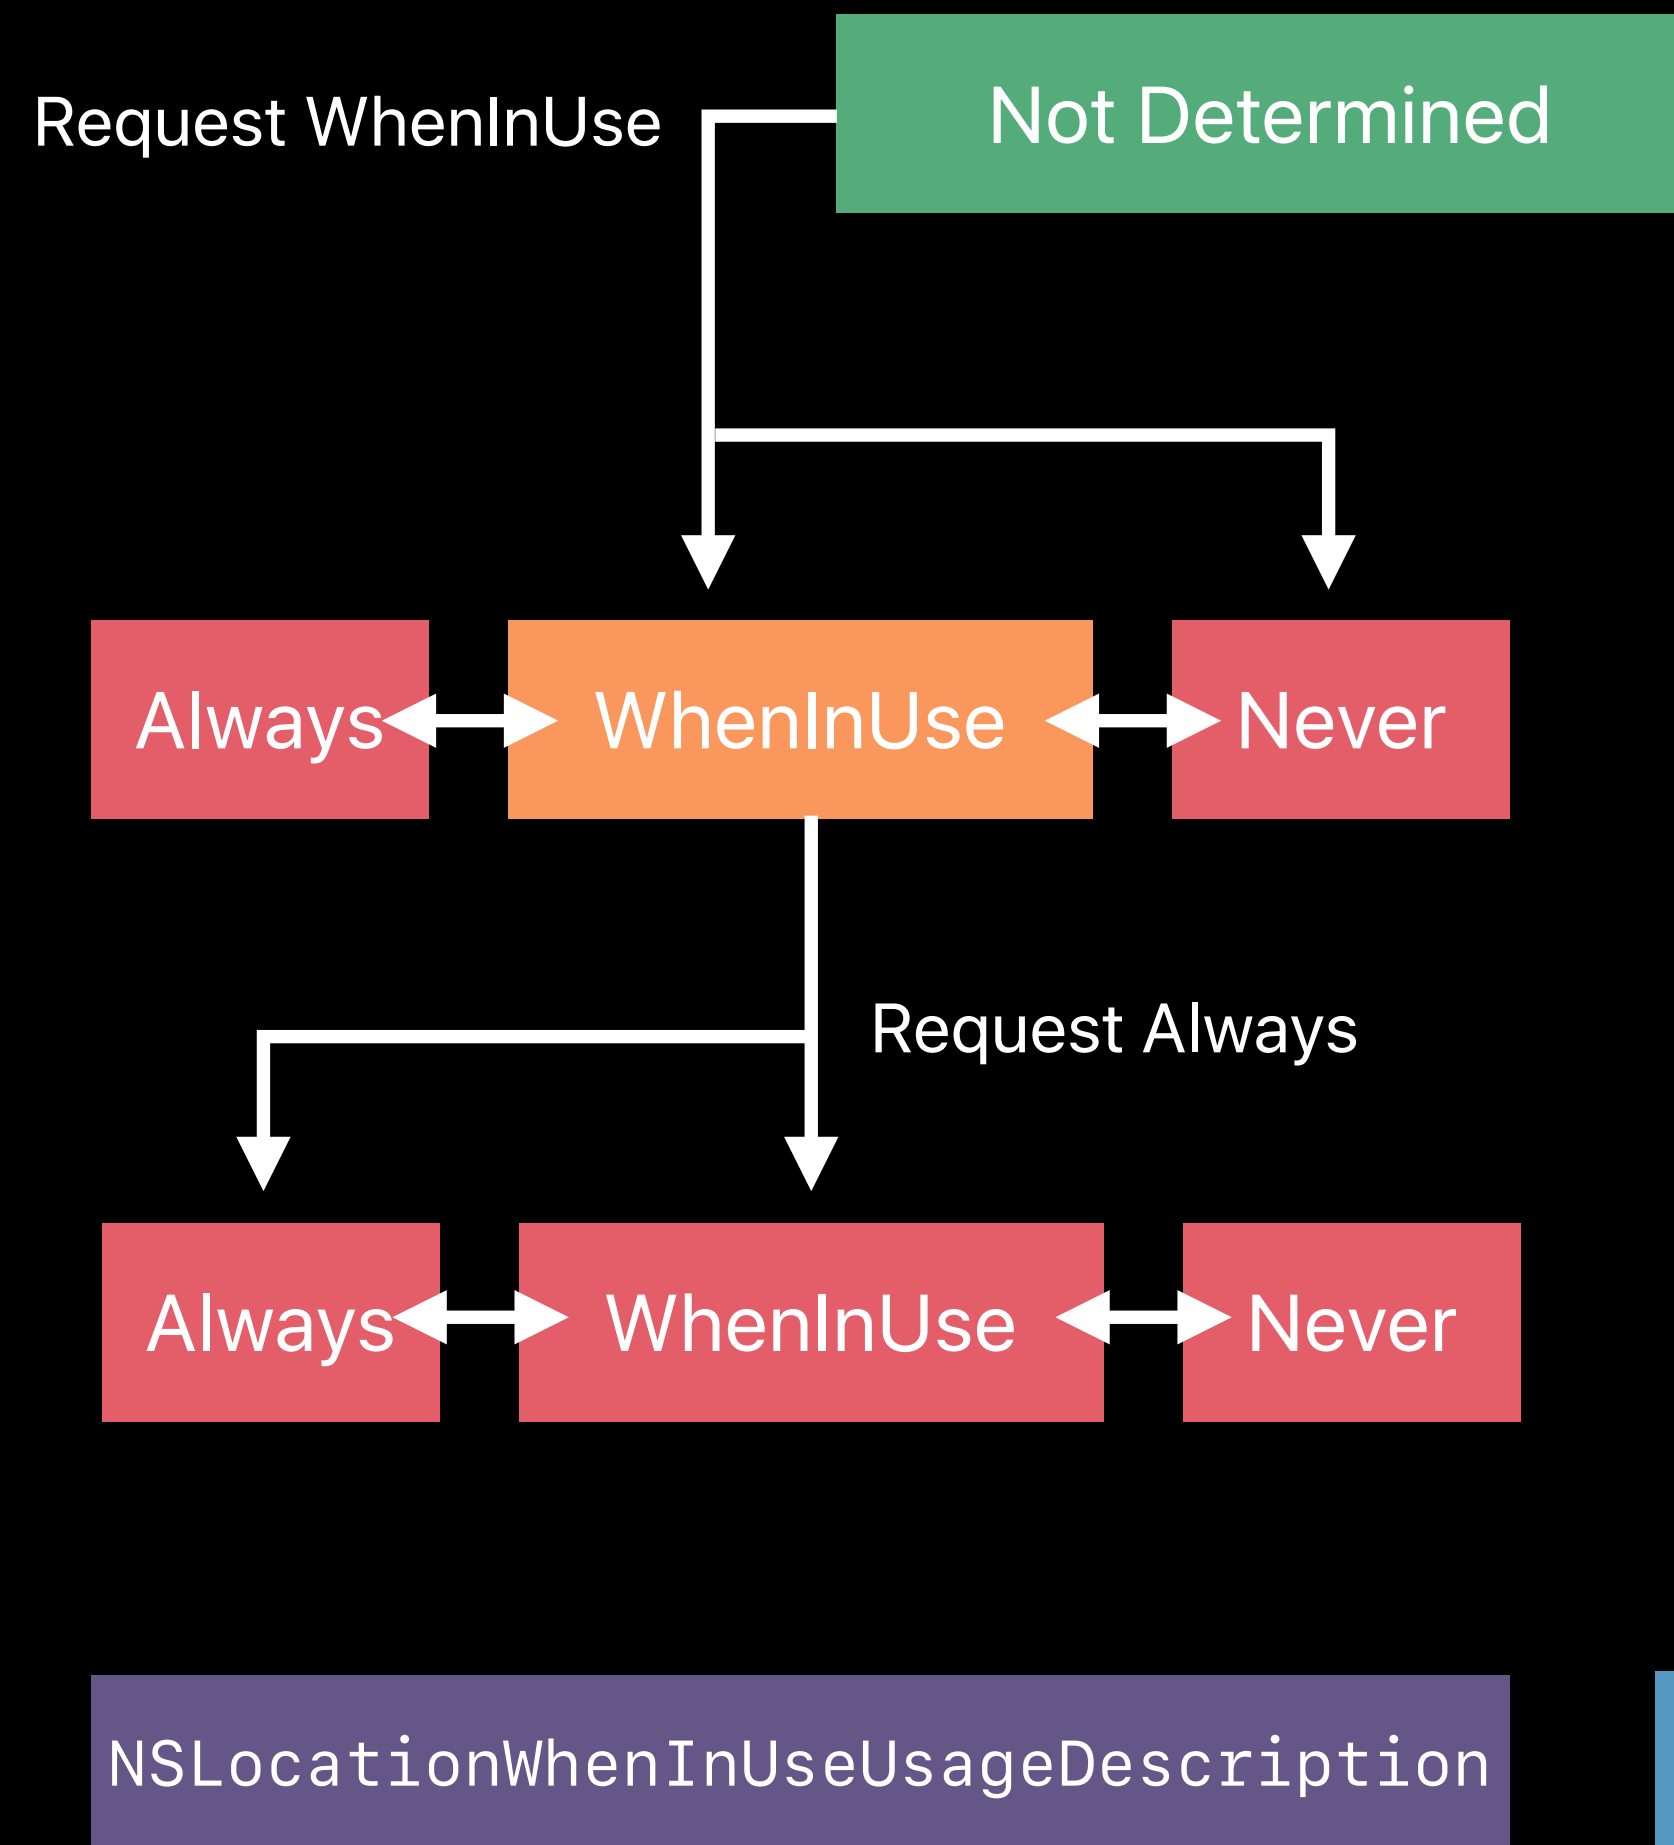 Request WhenInUse
Not Determined
Always
WhenInUse
Never
Request Always
Always
WhenInUse
Never
NSLocationWhenInUseUsageDescription